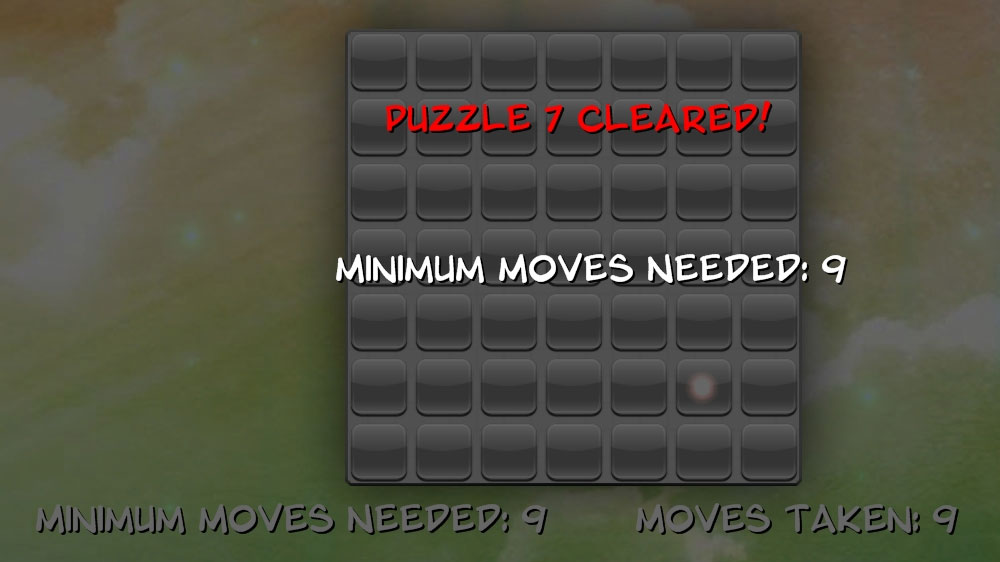 PUZZLE 7 CLEARED!
MINIMUM MOVES NEEDED: 9
MINIMUM MOVES NEEDED: 9
MOVES TAKEN: 9